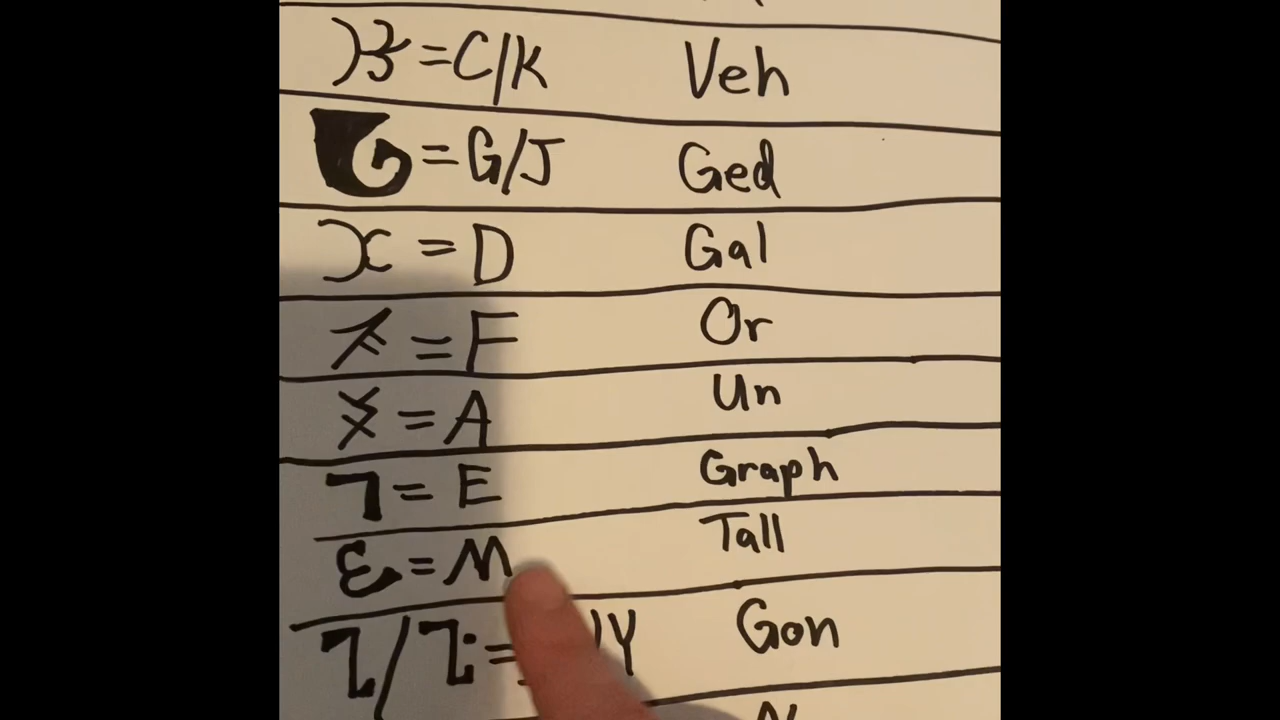 =C/K Veh
=G/J Ged
=D Gal
=F Or
=A Un
=E Graph
=M Tall
/ = /Y Gon